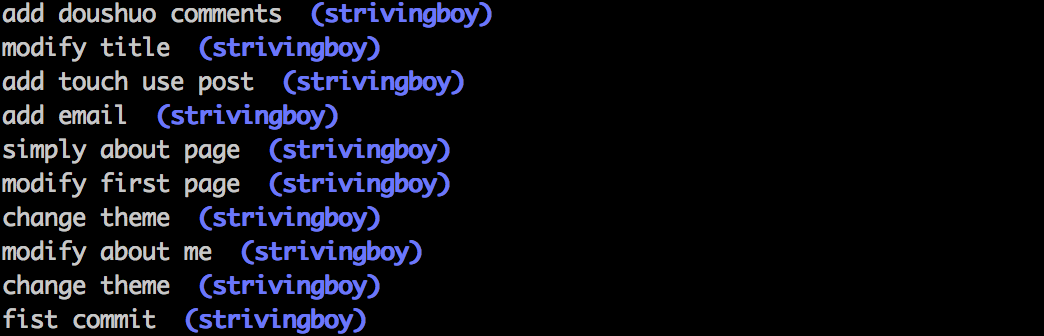 add doushuo comments (strivingboy)
modify title (strivingboy)
add touch use post (strivingboy)
add email (strivingboy)
simply about page (strivingboy)
modify first page (strivingboy)
change theme (strivingboy)
modify about me (strivingboy)
change theme (strivingboy)
fist commit (strivingboy)